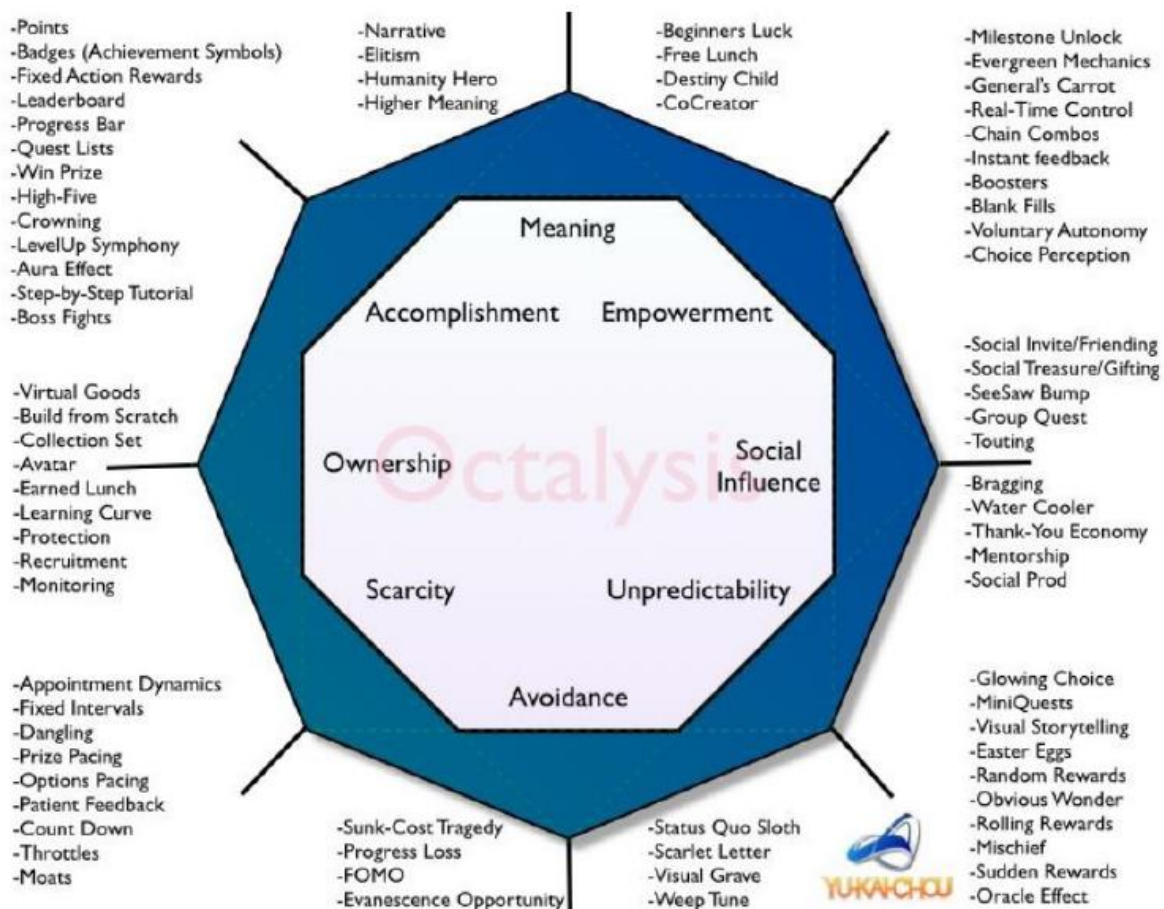 -Points
-Badges (Achievement Symbols)
-Fixed Action Rewards
-Leaderboard
-Progress Bar
-Quest Lists
-Win Prize
-High-Five
-Crowning
-LevelUp Symphony
-Aura Effect
-Step-by-Step Tutorial
-Boss Fights
-Narrative
-Elitism
-Humanity Hero
-Higher Meaning
-Beginners Luck
-Free Lunch
-Destiny Child
-CoCreator
-Milestone Unlock
-Evergreen Mechanics
-General's Carrot
-Real-Time Control
-Chain Combos
-Instant feedback
-Boosters
-Blank Fills
-Voluntary Autonomy
-Choice Perception
Meaning
Accomplishment
Empowerment
Ownership
Octalysis
Social
Influence
Scarcity
Unpredictability
Avoidance
-Virtual Goods
-Build from Scratch
-Collection Set
-Avatar
-Earned Lunch
-Learning Curve
-Protection
-Recruitment
-Monitoring
-Social Invite/Friending
-Social Treasure/Gifting
-SeeSaw Bump
-Group Quest
-Touting
-Bragging
-Water Cooler
-Thank-You Economy
-Mentorship
-Social Prod
-Appointment Dynamics
-Fixed Intervals
-Dangling
-Prize Pacing
-Options Pacing
-Patient Feedback
-Count Down
-Throttles
-Moats
-Sunk-Cost Tragedy
-Progress Loss
-FOMO
-Evanescence Opportunity
-Status Quo Sloth
-Scarlet Letter
-Visual Grave
-Weep Tune
-Glowing Choice
-MiniQuests
-Visual Storytelling
-Easter Eggs
-Random Rewards
-Obvious Wonder
-Rolling Rewards
-Mischief
-Sudden Rewards
-Oracle Effect
YU-KAI-CHOU